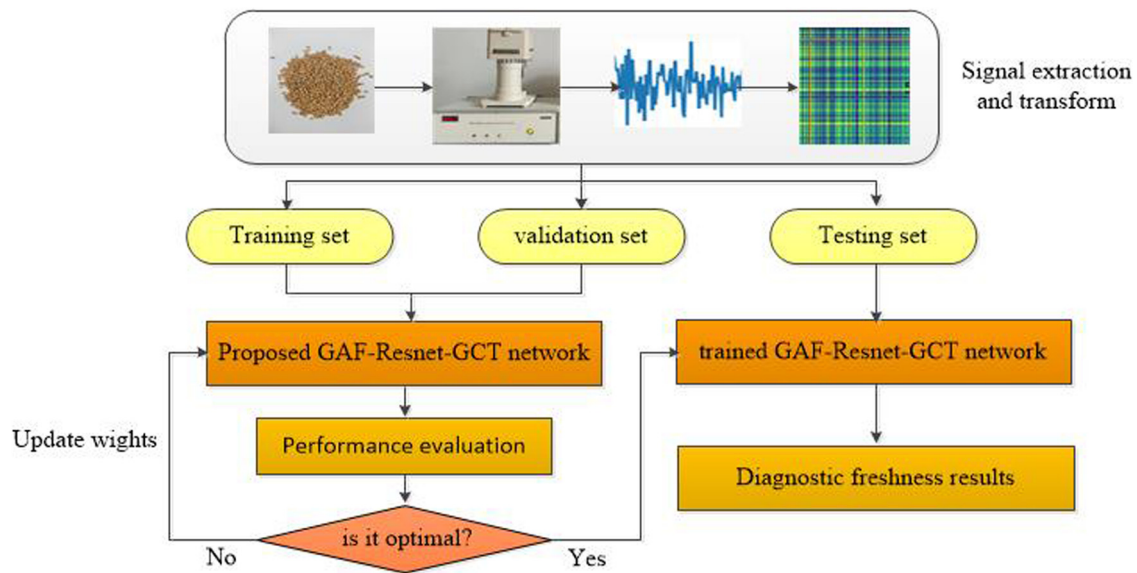 Signal extraction
and transform
Training set
validation set
Testing set
Proposed GAF-Resnet-GCT network
trained GAF-Resnet-GCT network
Update wights
Performance evaluation
Diagnostic freshness results
is it optimal?
No
Yes